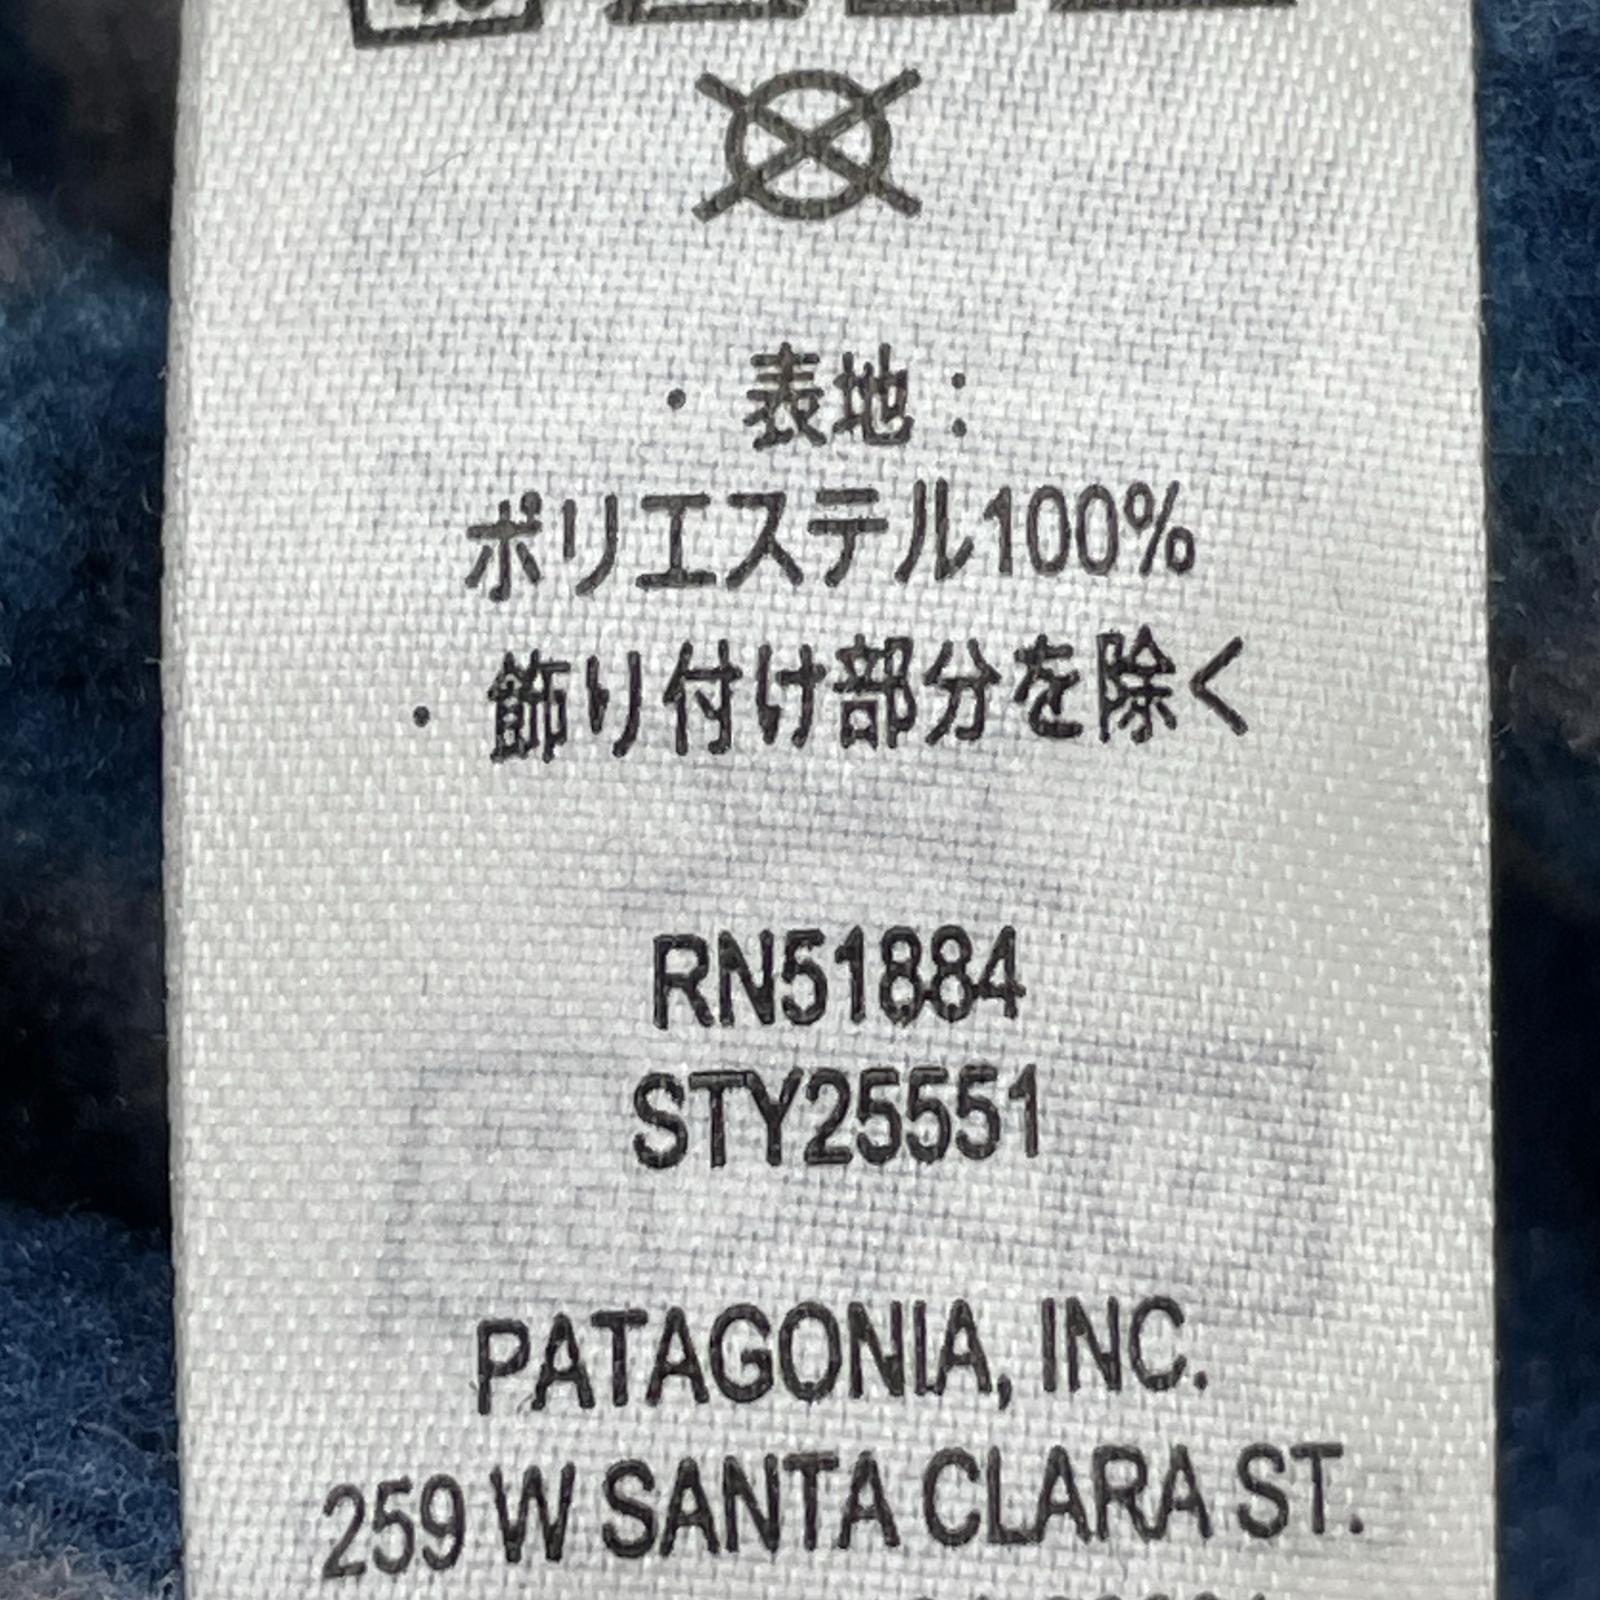 ・表地：
ポリエステル100%
・飾り付け部分を除く
RN51884
STY25551
PATAGONIA, INC.
259 W SANTA CLARA ST.